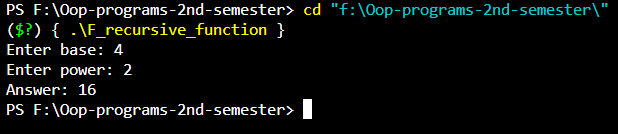 PS F:\Oop-programs-2nd-semester> cd "f:\Oop-programs-2nd-semester\"
($?) { .\F_recursive_function }
Enter base: 4
Enter power: 2
Answer: 16
PS F:\Oop-programs-2nd-semester>